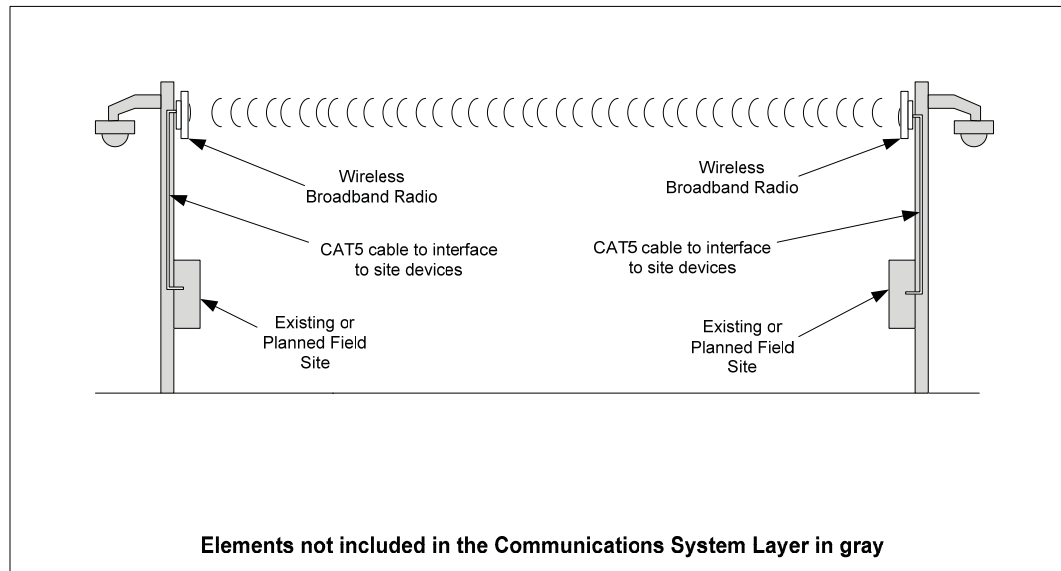 Wireless
Broadband Radio
Wireless
Broadband Radio
CAT5 cable to interface
to site devices
CAT5 cable to interface
to site devices
Existing or
Planned Field
Site
Existing or
Planned Field
Site
Elements not included in the Communications System Layer in gray